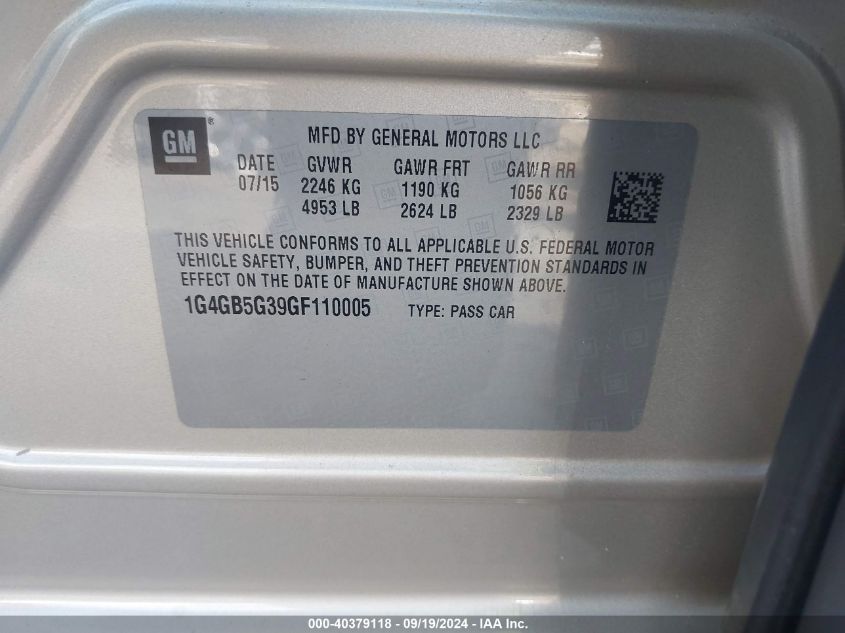 GM ®
MFD BY GENERAL MOTORS LLC
DATE GVWR GAWR FRT GAWR RR
07/15 2246 KG 1190 KG 1056 KG
4953 LB 2624 LB 2329 LB
THIS VEHICLE CONFORMS TO ALL APPLICABLE U.S. FEDERAL MOTOR
VEHICLE SAFETY, BUMPER, AND THEFT PREVENTION STANDARDS IN
EFFECT ON THE DATE OF MANUFACTURE SHOWN ABOVE.
1G4GB5G39GF110005 TYPE: PASS CAR
000-40379118 - 09/19/2024 - IAA Inc.